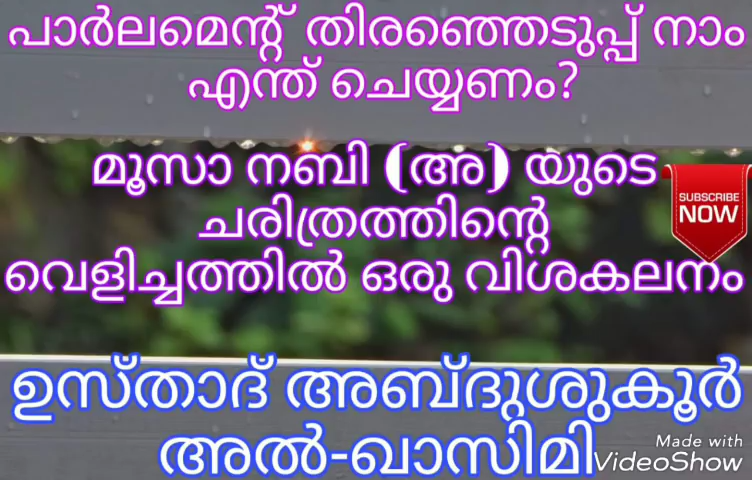 പാർലമെന്റ് തിരഞ്ഞെടുപ്പ് നാം
എന്ത് ചെയ്യണം?
മൂസാ നബി (അ) യുടെ
ചരിത്രത്തിന്റെ
വെളിച്ചത്തിൽ ഒരു വിശകലനം
SUBSCRIBE
NOW
ഉസ്താദ് അബ്ദുശുകൂർ
അൽ-ഖാസിമി
Made with
VideoShow